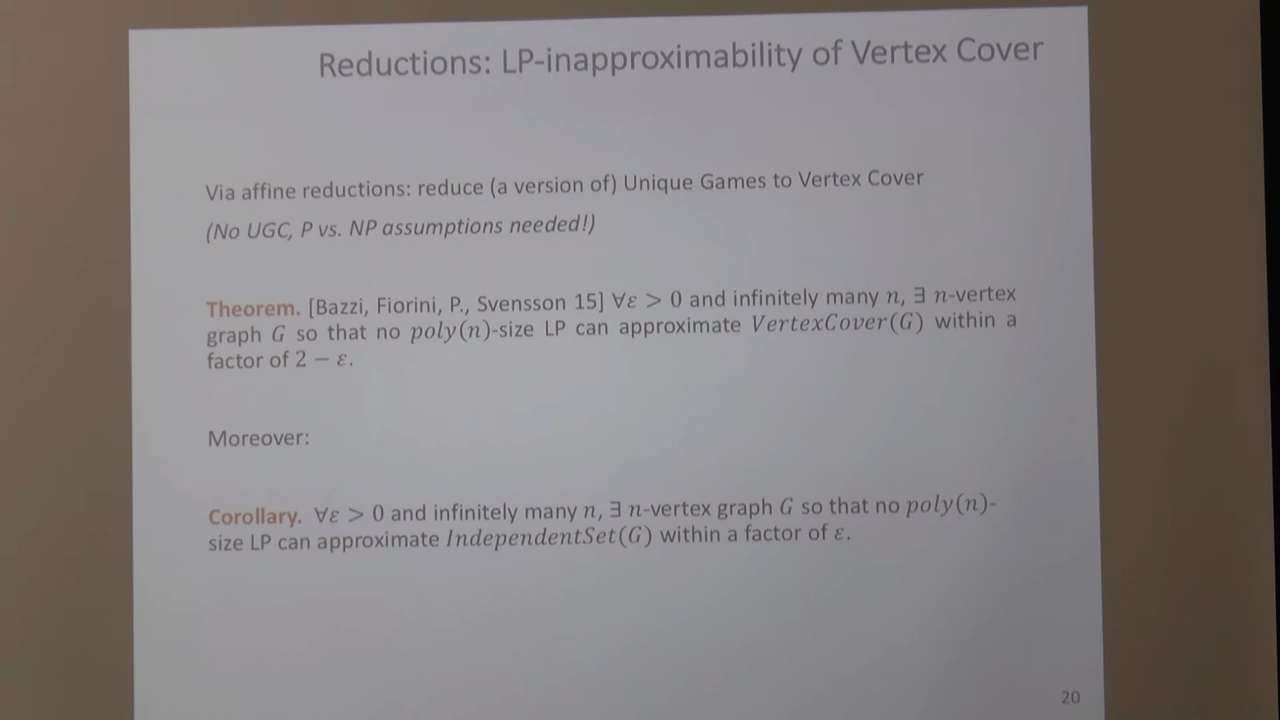 Reductions: LP-inapproximability of Vertex Cover
Via affine reductions: reduce (a version of) Unique Games to Vertex Cover
(No UGC, P vs. NP assumptions needed!)
Theorem. [Bazzi, Fiorini, P., Svensson 15] ∀ε > 0 and infinitely many n, ∃ n-vertex
graph G so that no poly(n)-size LP can approximate VertexCover(G) within a
factor of 2 − ε.
Moreover:
Corollary. ∀ε > 0 and infinitely many n, ∃ n-vertex graph G so that no poly(n)-
size LP can approximate IndependentSet(G) within a factor of ε.
20